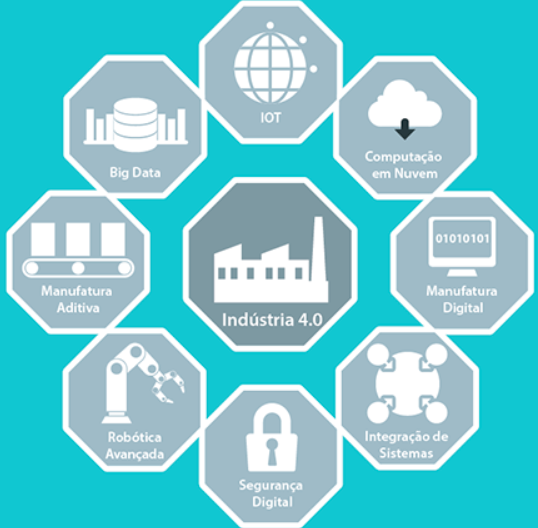 IOT
Computação
em Nuvem
Big Data
01010101
Manufatura
Digital
Manufatura
Aditiva
Indústria 4.0
Robótica
Avançada
Integração de
Sistemas
Segurança
Digital